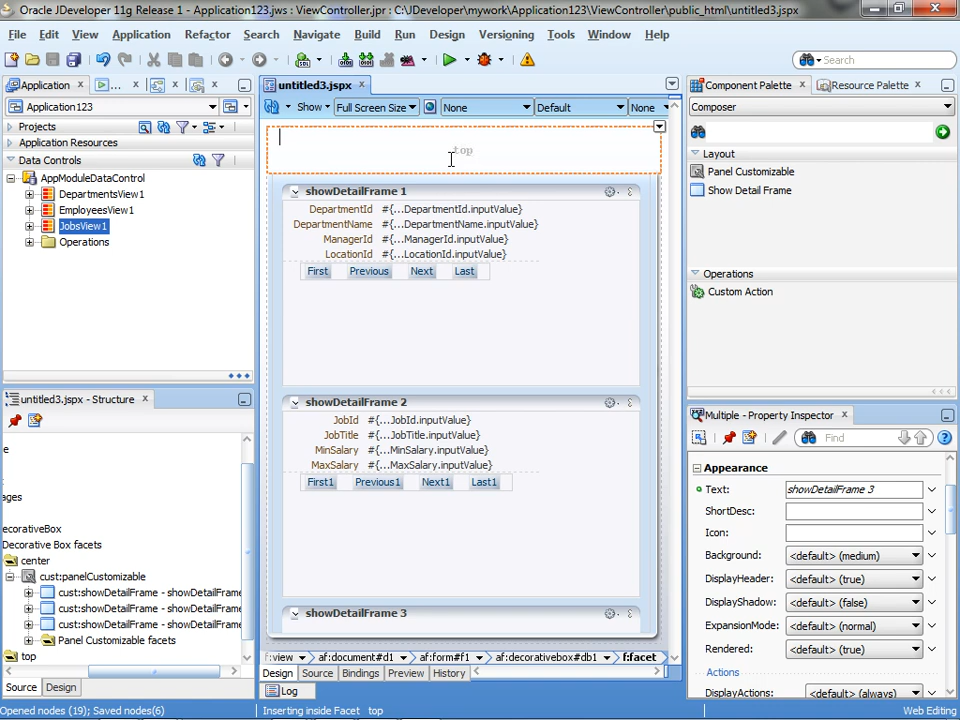 Oracle JDeveloper 11g Release 1 - Application123.jws : ViewController.jpr : C:\JDeveloper\mywork\Application123\ViewController\public_html\untitled3.jspx
File Edit View Application Refactor Search Navigate Build Run Design Versioning Tools Window Help
Search
Application
Application123
Projects
Application Resources
Data Controls
AppModuleDataControl
DepartmentsView1
EmployeesView1
JobsView1
Operations
untitled3.jspx - Structure
e
ages
ecorativeBox
Decorative Box facets
center
cust:panelCustomizable
cust:showDetailFrame - showDetailFrame
cust:showDetailFrame - showDetailFrame
cust:showDetailFrame - showDetailFrame
Panel Customizable facets
top
Source Design
untitled3.jspx
Show Full Screen Size None Default None
top
showDetailFrame 1
DepartmentId #{...DepartmentId.inputValue}
DepartmentName #{...DepartmentName.inputValue}
ManagerId #{...ManagerId.inputValue}
LocationId #{...LocationId.inputValue}
First Previous Next Last
showDetailFrame 2
JobId #{...JobId.inputValue}
JobTitle #{...JobTitle.inputValue}
MinSalary #{...MinSalary.inputValue}
MaxSalary #{...MaxSalary.inputValue}
First1 Previous1 Next1 Last1
showDetailFrame 3
f:view af:document#d1 af:form#f1 af:decorativebox#db1 f:facet
Design Source Bindings Preview History
Log
Component Palette Resource Palette
Composer
Layout
Panel Customizable
Show Detail Frame
Operations
Custom Action
Multiple - Property Inspector
Find
Appearance
Text: showDetailFrame 3
ShortDesc:
Icon:
Background: <default> (medium)
DisplayHeader: <default> (true)
DisplayShadow: <default> (false)
ExpansionMode: <default> (normal)
Rendered: <default> (true)
Actions
DisplayActions: <default> (always)
Opened nodes (19); Saved nodes(6) Inserting inside Facet top Web Editing